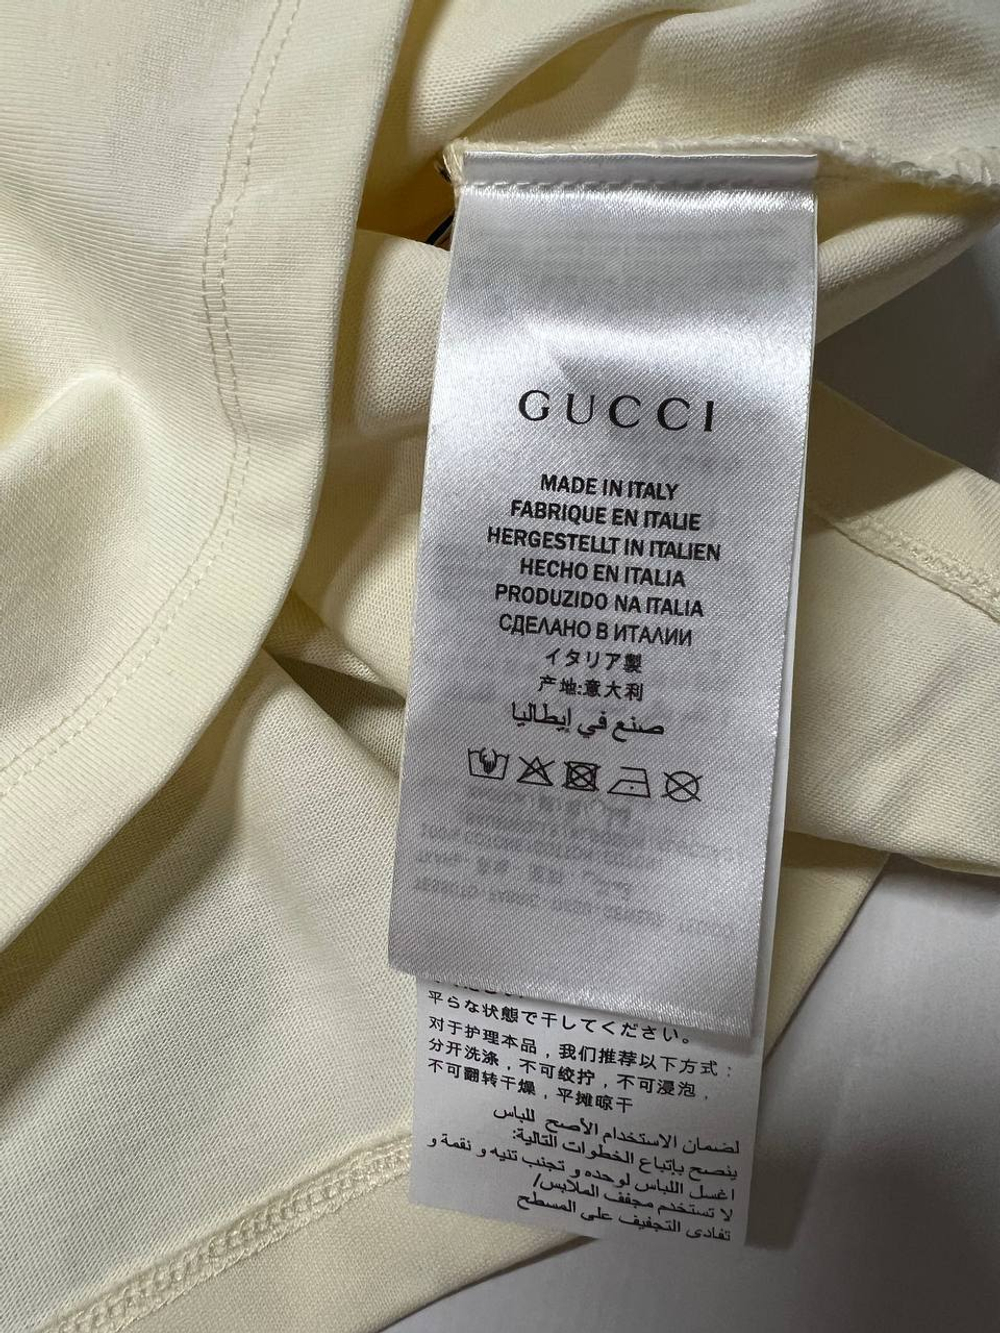 GUCCI
MADE IN ITALY
FABRIQUE EN ITALIE
HERGESTELLT IN ITALIEN
HECHO EN ITALIA
PRODUZIDO NA ITALIA
СДЕЛАНО В ИТАЛИИ
イタリア製
产地:意大利
صنع في إيطاليا
平らな状態で干してください。
对于护理本品，我们推荐以下方式：
分开洗涤，不可绞拧，不可浸泡，
不可翻转干燥，平摊晾干
لضمان الاستخدام الأصح للباس
ينصح بإتباع الخطوات التالية:
اغسل اللباس لوحده و تجنب تنيه و نقمة و
لا تستخدم مجفف الملابس/
تفادى التجفيف على المسطح